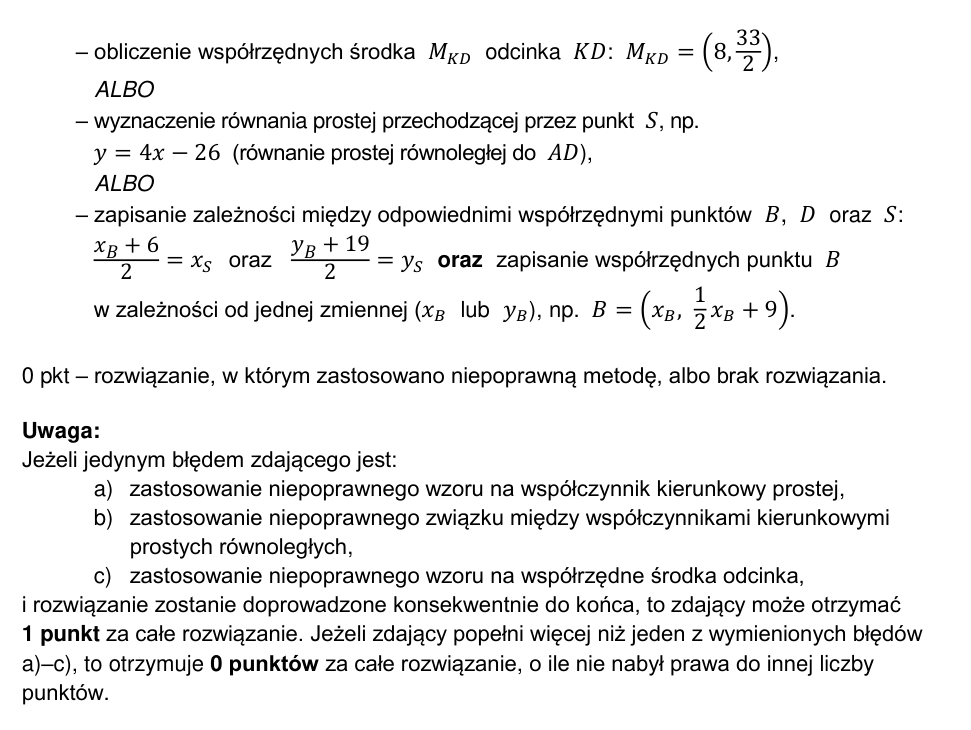 – obliczenie współrzędnych środka M_{KD} odcinka KD: M_{KD} = (8, \frac{33}{2}),
ALBO
– wyznaczenie równania prostej przechodzącej przez punkt S, np.
y = 4x − 26 (równanie prostej równoległej do AD),
ALBO
– zapisanie zależności między odpowiednimi współrzędnymi punktów B, D oraz S:
\frac{x_B + 6}{2} = x_S oraz \frac{y_B + 19}{2} = y_S oraz zapisanie współrzędnych punktu B
w zależności od jednej zmiennej (x_B lub y_B), np. B = (x_B, \frac{1}{2}x_B + 9).
0 pkt – rozwiązanie, w którym zastosowano niepoprawną metodę, albo brak rozwiązania.
Uwaga:
Jeżeli jedynym błędem zdającego jest:
a) zastosowanie niepoprawnego wzoru na współczynnik kierunkowy prostej,
b) zastosowanie niepoprawnego związku między współczynnikami kierunkowymi
prostych równoległych,
c) zastosowanie niepoprawnego wzoru na współrzędne środka odcinka,
i rozwiązanie zostanie doprowadzone konsekwentnie do końca, to zdający może otrzymać
1 punkt za całe rozwiązanie. Jeżeli zdający popełni więcej niż jeden z wymienionych błędów
a)–c), to otrzymuje 0 punktów za całe rozwiązanie, o ile nie nabył prawa do innej liczby
punktów.